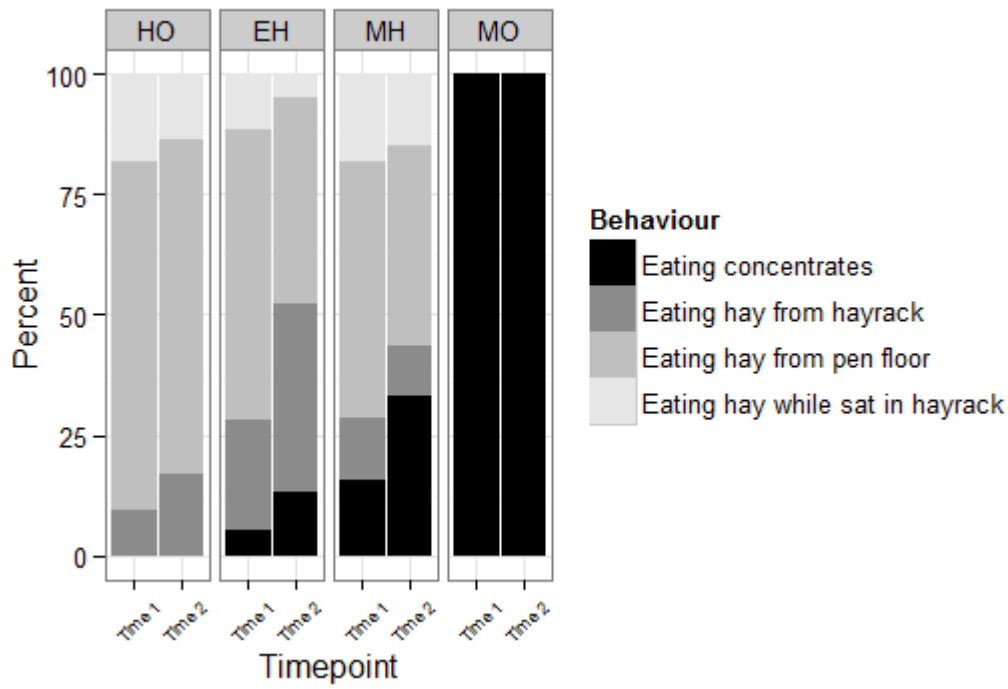 HO EH MH MO
100
75
50
25
0
Percent
Time 1 Time 2 Time 1 Time 2 Time 1 Time 2 Time 1 Time 2
Timepoint
Behaviour
Eating concentrates
Eating hay from hayrack
Eating hay from pen floor
Eating hay while sat in hayrack